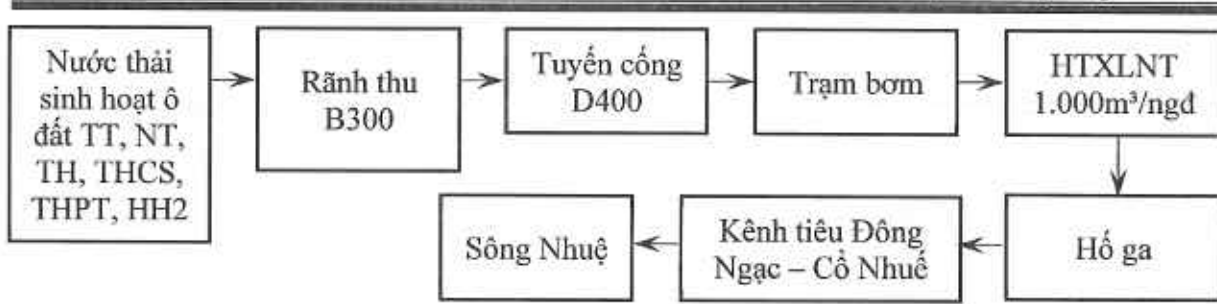 Nước thải
sinh hoạt ô
đất TT, NT,
TH, THCS,
THPT, HH2
Rãnh thu
B300
Tuyến cống
D400
Trạm bơm
HTXLNT
1.000m³/ngđ
Hố ga
Kênh tiêu Đông
Ngạc – Cổ Nhuế
Sông Nhuệ